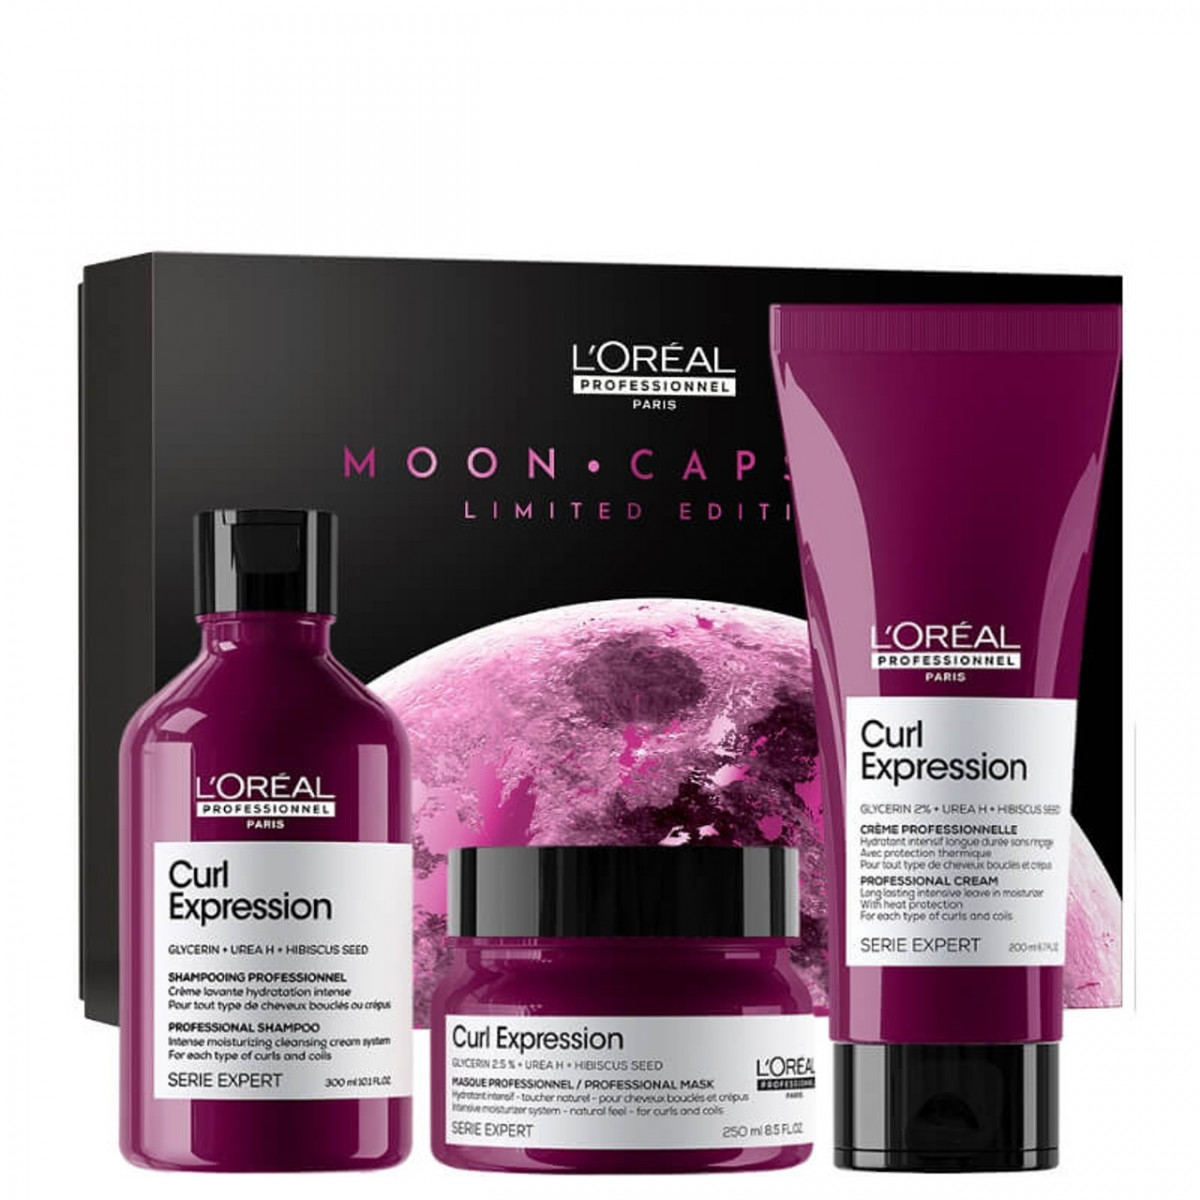 L'ORÉAL
PROFESSIONNEL
PARIS
MOON • CAPS
LIMITED EDITI
L'ORÉAL
PROFESSIONNEL
PARIS
Curl
Expression
GLYCERIN + UREA H + HIBISCUS SEED
SHAMPOOING PROFESSIONNEL
Crème lavante hydratation intense
Pour tout type de cheveux bouclés ou crépus
PROFESSIONAL SHAMPOO
Intense moisturizing cleansing cream system
For each type of curls and coils
SERIE EXPERT 300 ml 10.1 FL.OZ.
Curl Expression
GLYCERIN 2.5 % + UREA H + HIBISCUS SEED
MASQUE PROFESSIONNEL / PROFESSIONAL MASK
Hydratant intensif - toucher naturel - pour cheveux bouclés et crépus
Intensive moisturizer system - natural feel - for curls and coils
SERIE EXPERT 250 ml 8.5 FL.OZ.
L'ORÉAL
PROFESSIONNEL
PARIS
L'ORÉAL
PROFESSIONNEL
PARIS
Curl
Expression
GLYCERIN 2% + UREA H + HIBISCUS SEED
CRÈME PROFESSIONNELLE
Hydratant intensif longue durée sans rinçage
Avec protection thermique
Pour tout type de cheveux bouclés et crépus
PROFESSIONAL CREAM
Long lasting intensive leave in moisturizer
With heat protection
For each type of curls and coils
SERIE EXPERT 200 ml 6.7 FL.OZ